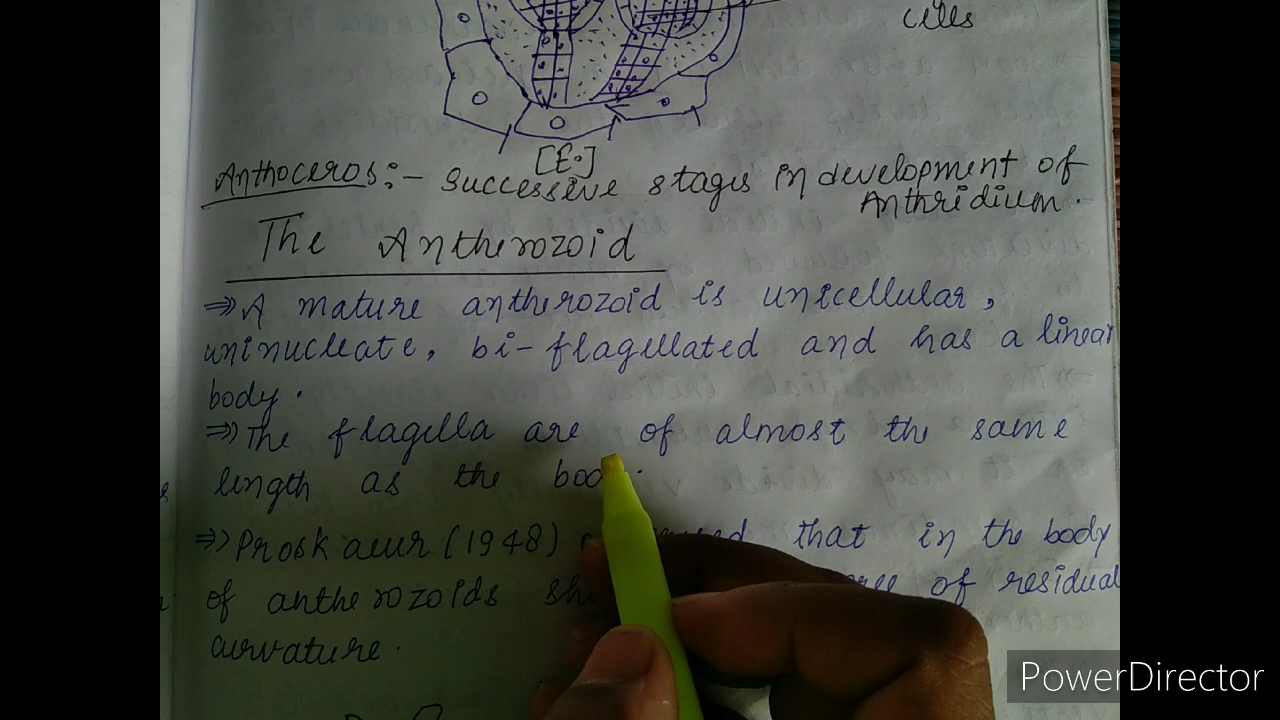 cells
[E.]
Anthoceros:- Successive stages in development of
Anthridium.
The Antherozoid
⇒ A mature antherozoid is unicellular,
uninucleate, bi-flagellated and has a linear
body.
⇒ The flagella are of almost the same
length as the body.
⇒ Proskauur (1948) that in the body
of antherozoids of residual
curvature.
PowerDirector